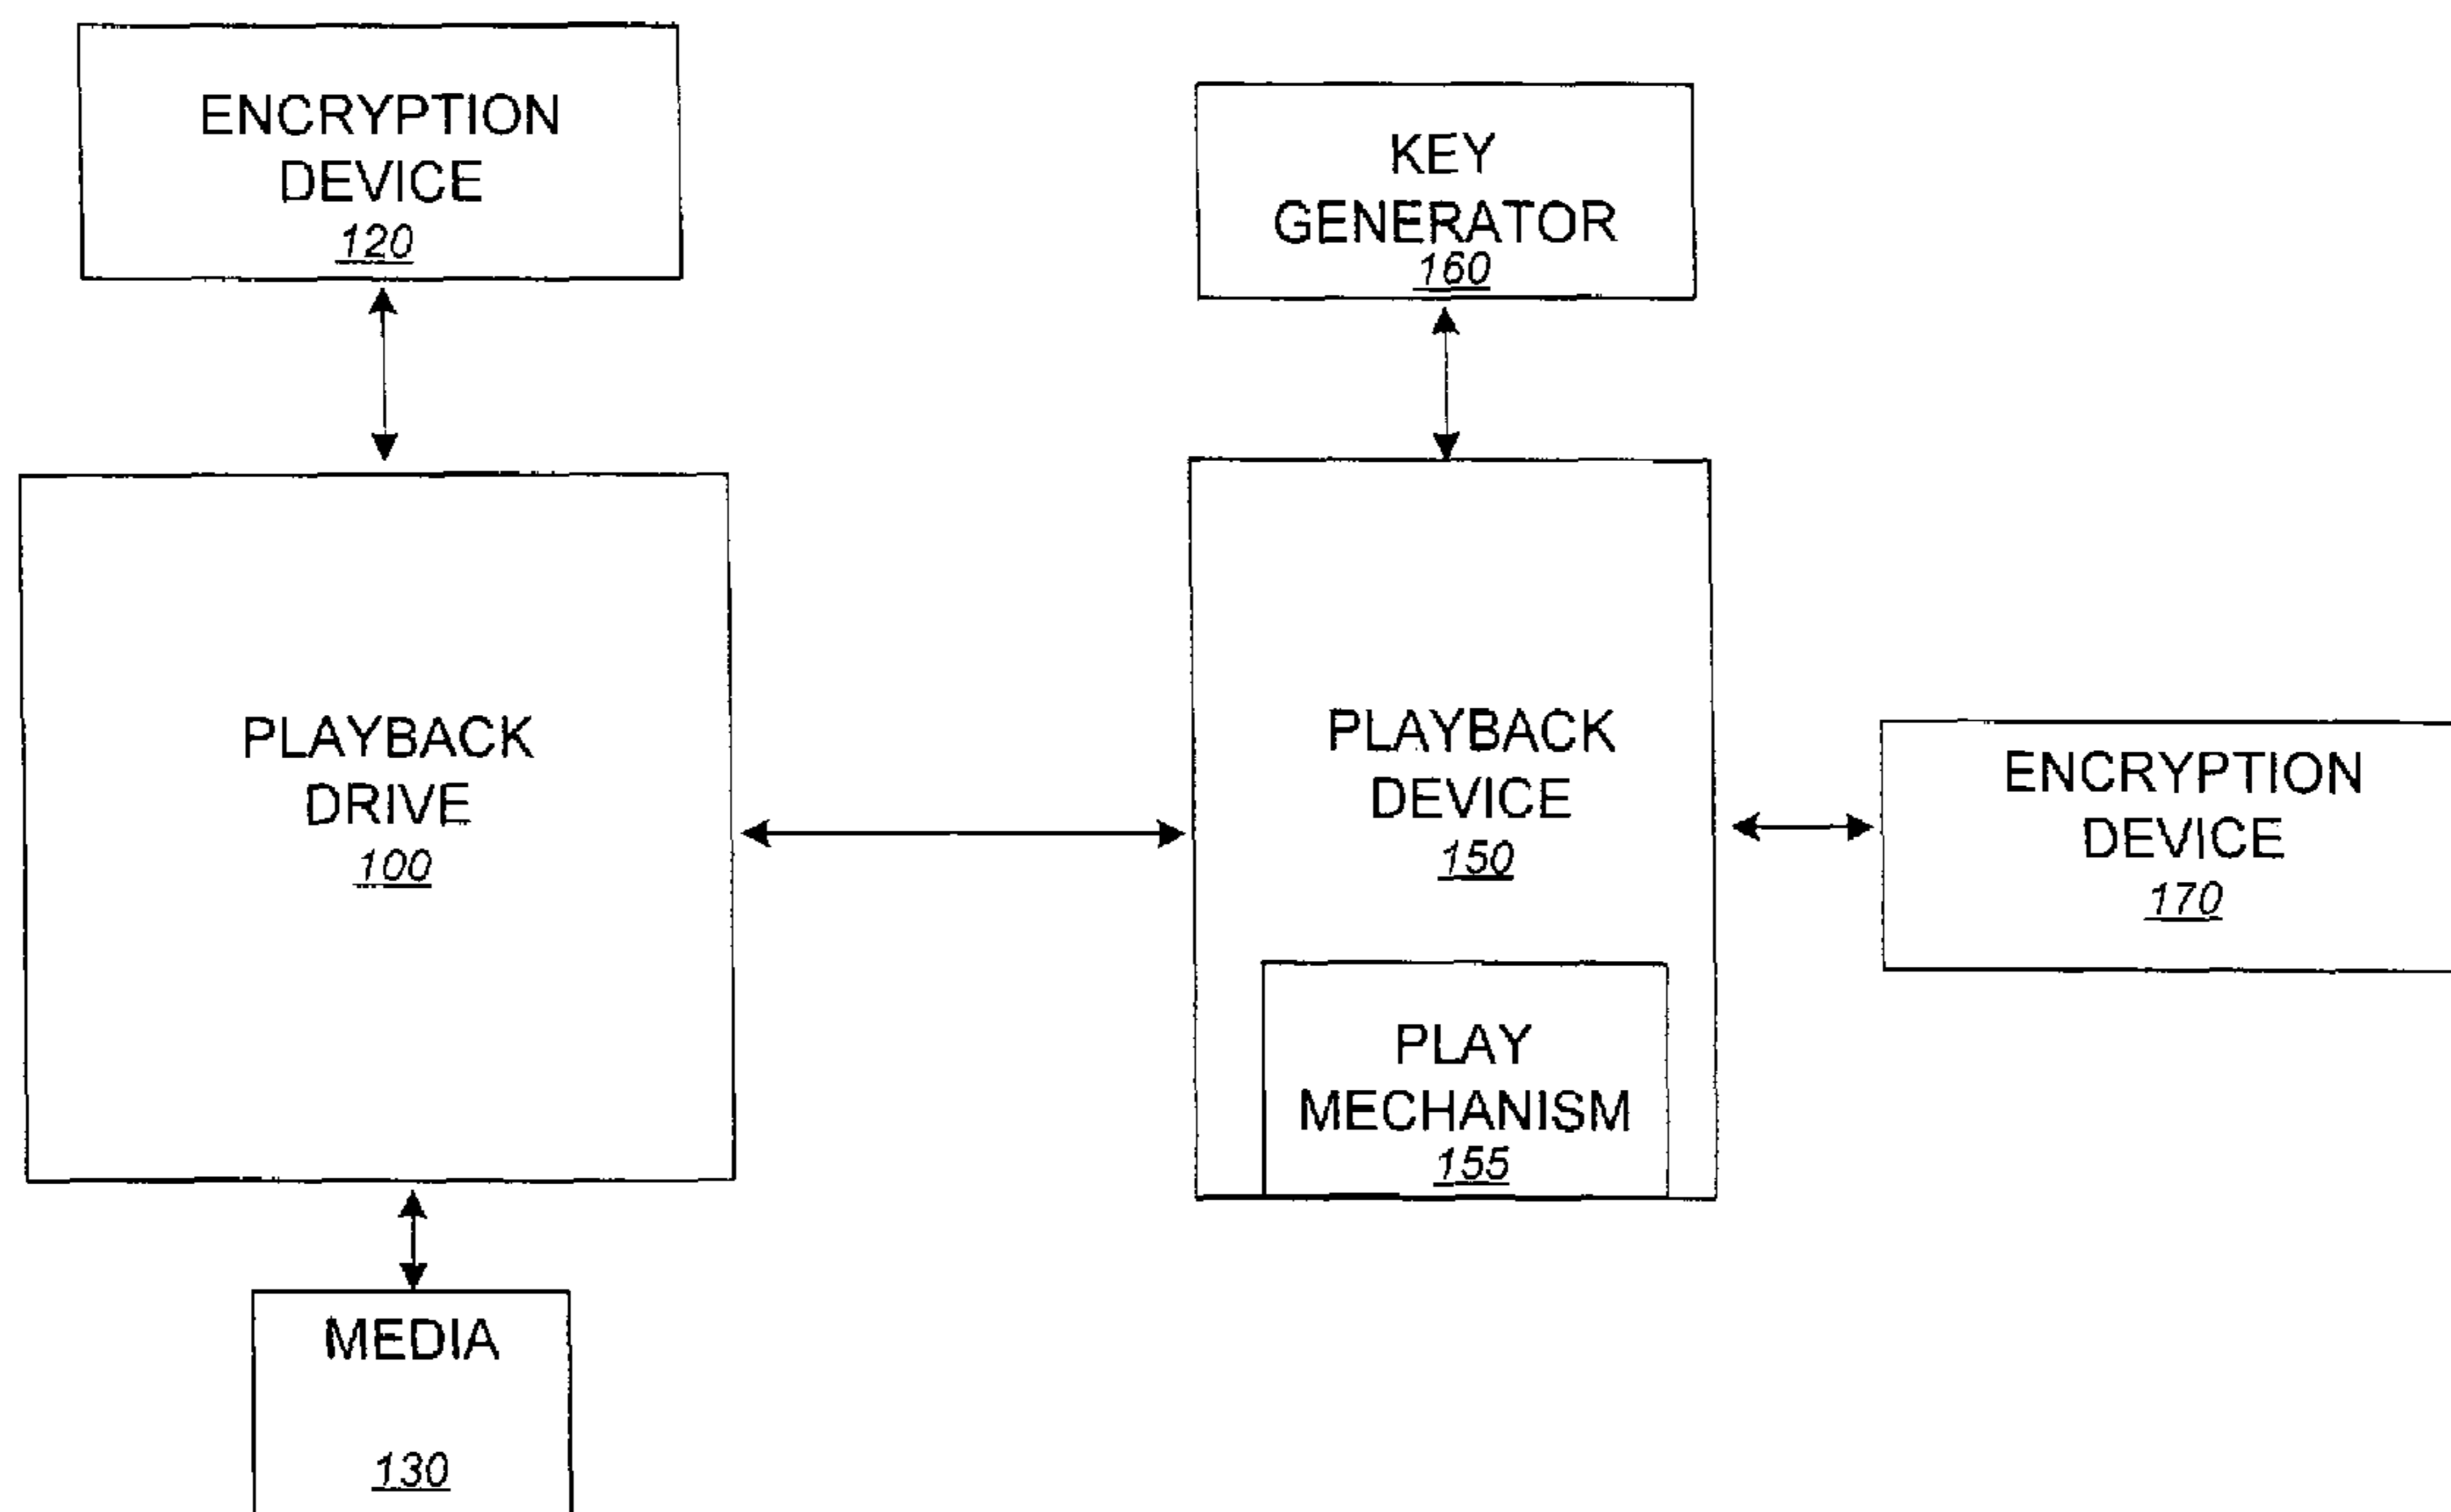 ENCRYPTION
DEVICE
120
KEY
GENERATOR
160
PLAYBACK
DRIVE
100
PLAYBACK
DEVICE
150
ENCRYPTION
DEVICE
170
PLAY
MECHANISM
155
MEDIA
130